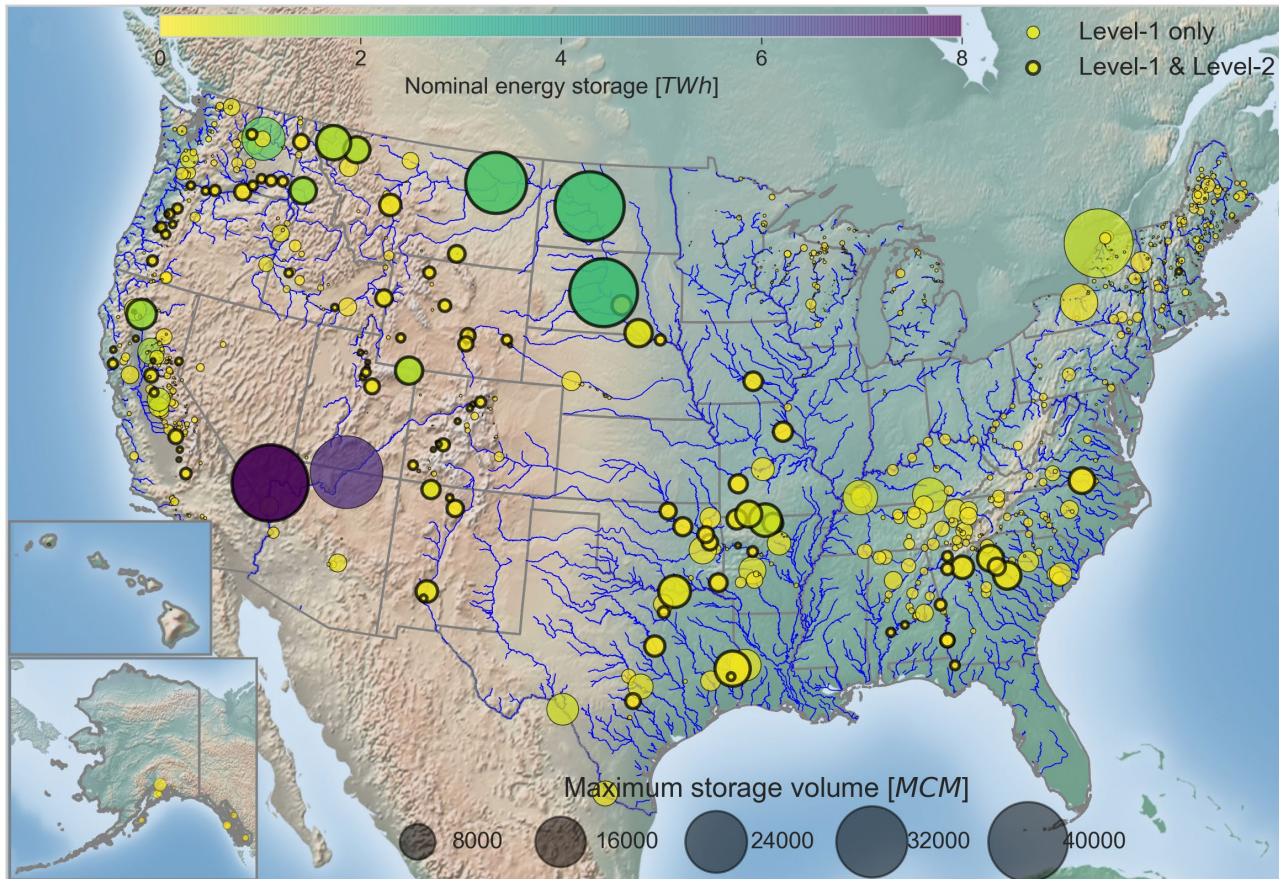 0 2 4 6 8
Nominal energy storage [TWh]
Level-1 only
Level-1 & Level-2
Maximum storage volume [MCM]
8000 16000 24000 32000 40000